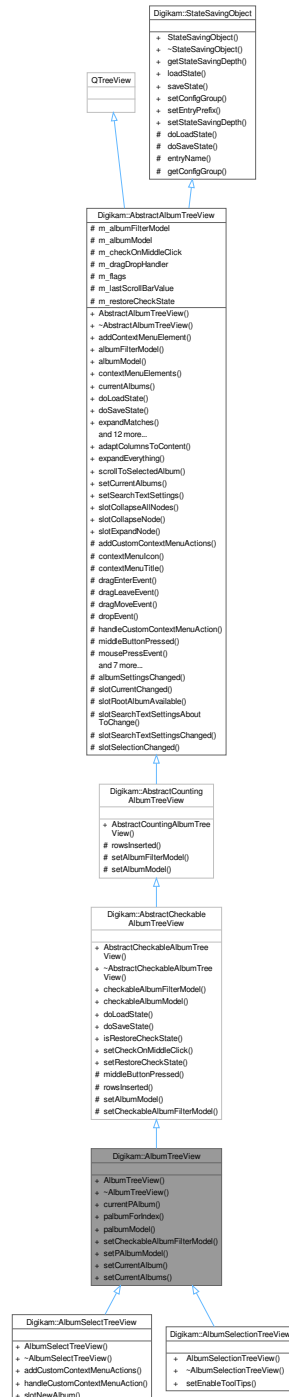 Digikam::StateSavingObject
+ StateSavingObject()
+ ~StateSavingObject()
+ getStateSavingDepth()
+ loadState()
+ saveState()
+ setConfigGroup()
+ setEntryPrefix()
+ setStateSavingDepth()
# doLoadState()
# doSaveState()
# entryName()
# getConfigGroup()
QTreeView
Digikam::AbstractAlbumTreeView
# m_albumFilterModel
# m_albumModel
# m_checkOnMiddleClick
# m_dragDropHandler
# m_flags
# m_lastScrollBarValue
# m_restoreCheckState
+ AbstractAlbumTreeView()
+ ~AbstractAlbumTreeView()
+ addContextMenuElement()
+ albumFilterModel()
+ albumModel()
+ contextMenuElements()
+ currentAlbums()
+ doLoadState()
+ doSaveState()
+ expandMatches()
and 12 more...
+ adaptColumnsToContent()
+ expandEverything()
+ scrollToSelectedAlbum()
+ setCurrentAlbums()
+ setSearchTextSettings()
+ slotCollapseAllNodes()
+ slotCollapseNode()
+ slotExpandNode()
# addCustomContextMenuActions()
# contextMenuIcon()
# contextMenuTitle()
# dragEnterEvent()
# dragLeaveEvent()
# dragMoveEvent()
# dropEvent()
# handleCustomContextMenuAction()
# middleButtonPressed()
# mousePressEvent()
and 7 more...
# albumSettingsChanged()
# slotCurrentChanged()
# slotRootAlbumAvailable()
# slotSearchTextSettingsAbout
ToChange()
# slotSearchTextSettingsChanged()
# slotSelectionChanged()
Digikam::AbstractCounting
AlbumTreeView
+ AbstractCountingAlbumTree
View()
# rowsInserted()
# setAlbumFilterModel()
# setAlbumModel()
Digikam::AbstractCheckable
AlbumTreeView
+ AbstractCheckableAlbumTree
View()
+ ~AbstractCheckableAlbumTree
View()
+ checkableAlbumFilterModel()
+ checkableAlbumModel()
+ doLoadState()
+ doSaveState()
+ isRestoreCheckState()
+ setCheckOnMiddleClick()
+ setRestoreCheckState()
# middleButtonPressed()
# rowsInserted()
# setAlbumModel()
# setCheckableAlbumFilterModel()
Digikam::AlbumTreeView
+ AlbumTreeView()
+ ~AlbumTreeView()
+ currentPAlbum()
+ palbumForIndex()
+ palbumModel()
+ setCheckableAlbumFilterModel()
+ setPAlbumModel()
+ setCurrentAlbum()
+ setCurrentAlbums()
Digikam::AlbumSelectTreeView
+ AlbumSelectTreeView()
+ ~AlbumSelectTreeView()
+ addCustomContextMenuActions()
+ handleCustomContextMenuAction()
+ slotNewAlbum()
Digikam::AlbumSelectionTreeView
+ AlbumSelectionTreeView()
+ ~AlbumSelectionTreeView()
+ setEnableToolTips()